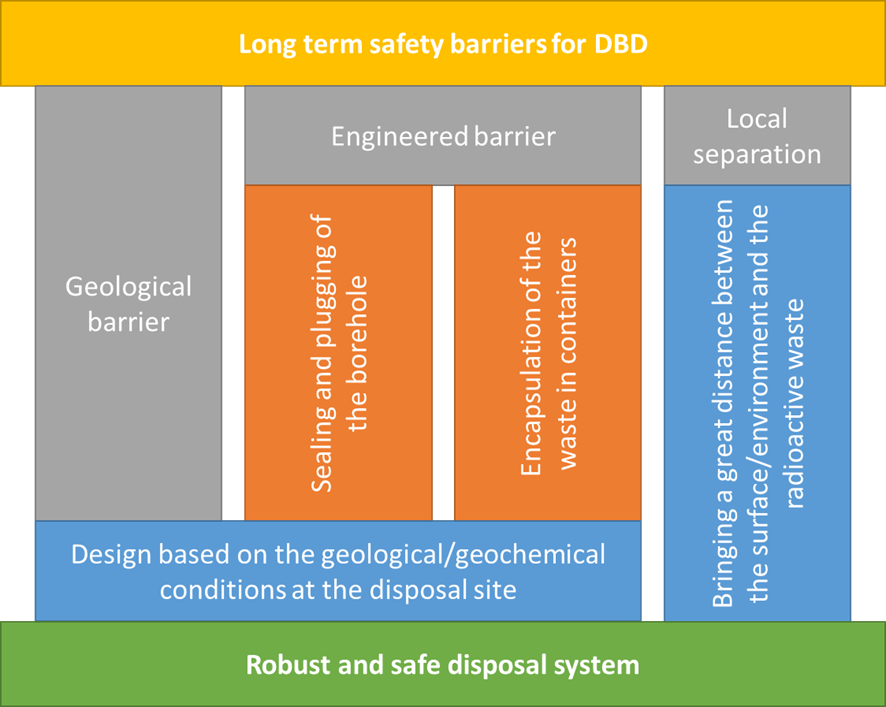 Long term safety barriers for DBD
Geological
barrier
Engineered barrier
Sealing and plugging of
the borehole
Encapsulation of the
waste in containers
Local
separation
Bringing a great distance between
the surface/environment and the
radioactive waste
Design based on the geological/geochemical
conditions at the disposal site
Robust and safe disposal system